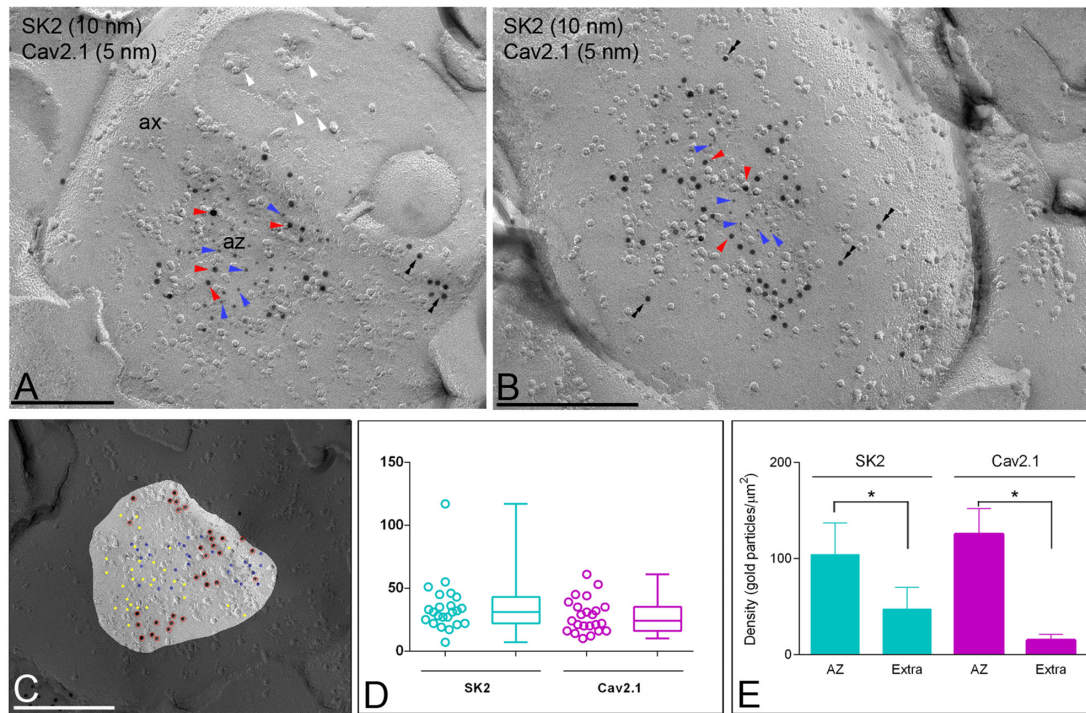 SK2 (10 nm)
Cav2.1 (5 nm)
ax
az
A
SK2 (10 nm)
Cav2.1 (5 nm)
B
C
150
100
50
0
SK2
Cav2.1
D
Density (gold particles/μm²)
200
100
0
SK2
Cav2.1
*
*
AZ
Extra
AZ
Extra
E